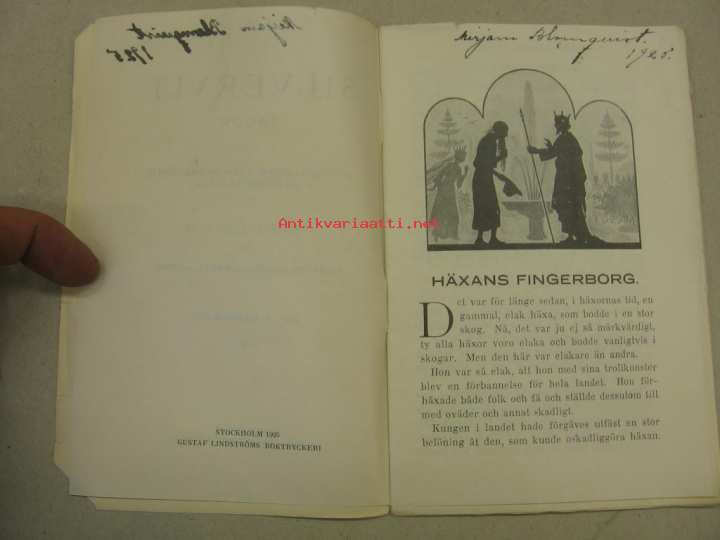 Mirjam Blomquist
1925
STOCKHOLM 1925
GUSTAF LINDSTRÖMS BOKTRYCKERI
Mirjam Blomquist.
1925.
Antikvariaatti.net
HÄXANS FINGERBORG.
Det var för länge sedan, i häxornas tid, en
gammal, elak häxa, som bodde i en stor
skog. Nå, det var ju ej så märkvärdigt,
ty alla häxor voro elaka och bodde vanligtvis i
skogar. Men den här var elakare än andra.
Hon var så elak, att hon med sina trollkonster
blev en förbannelse för hela landet. Hon för-
häxade både folk och fä och ställde dessutom till
med oväder och annat skadligt.
Kungen i landet hade förgäves utfäst en stor
belöning åt den, som kunde oskadliggöra häxan.